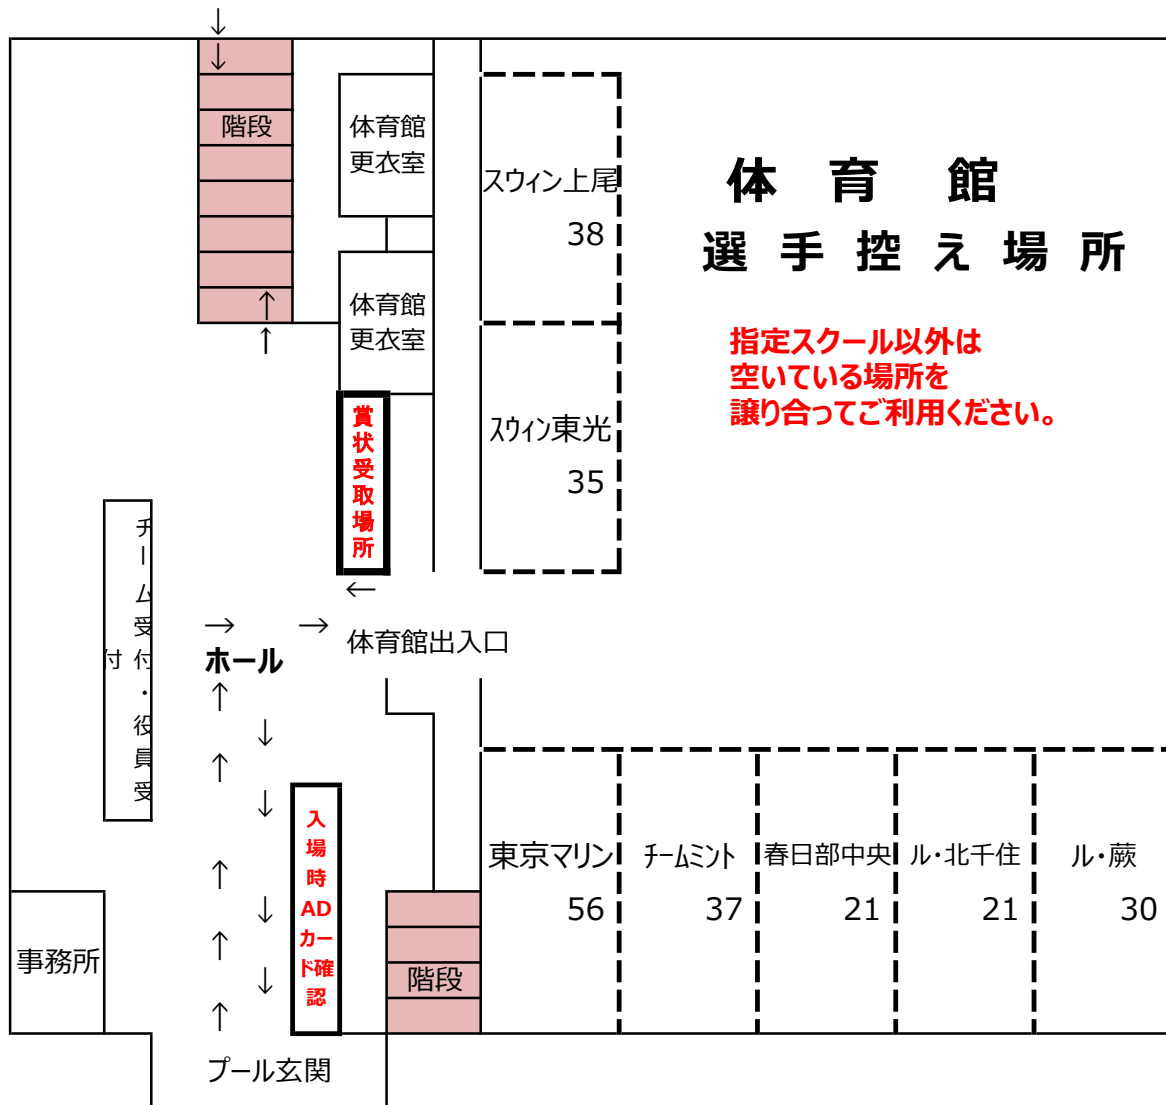 ↓
↓
階段
体育館
更衣室
スウィン上尾
38
体 育 館
選 手 控 え 場 所
体育館
更衣室
↑
↑
指定スクール以外は
空いている場所を
譲り合ってご利用ください。
賞状受取場所
スウィン東光
35
チーム受付・役員受
付
←
→ →
体育館出入口
ホール
↑
↓
↑
↓
入
場
時
AD
カー
ド確
認
東京マリン
56
チームミント
37
春日部中央
21
ル・北千住
21
ル・蕨
30
↑
↓
↑
↓
↑
事務所
階段
プール玄関